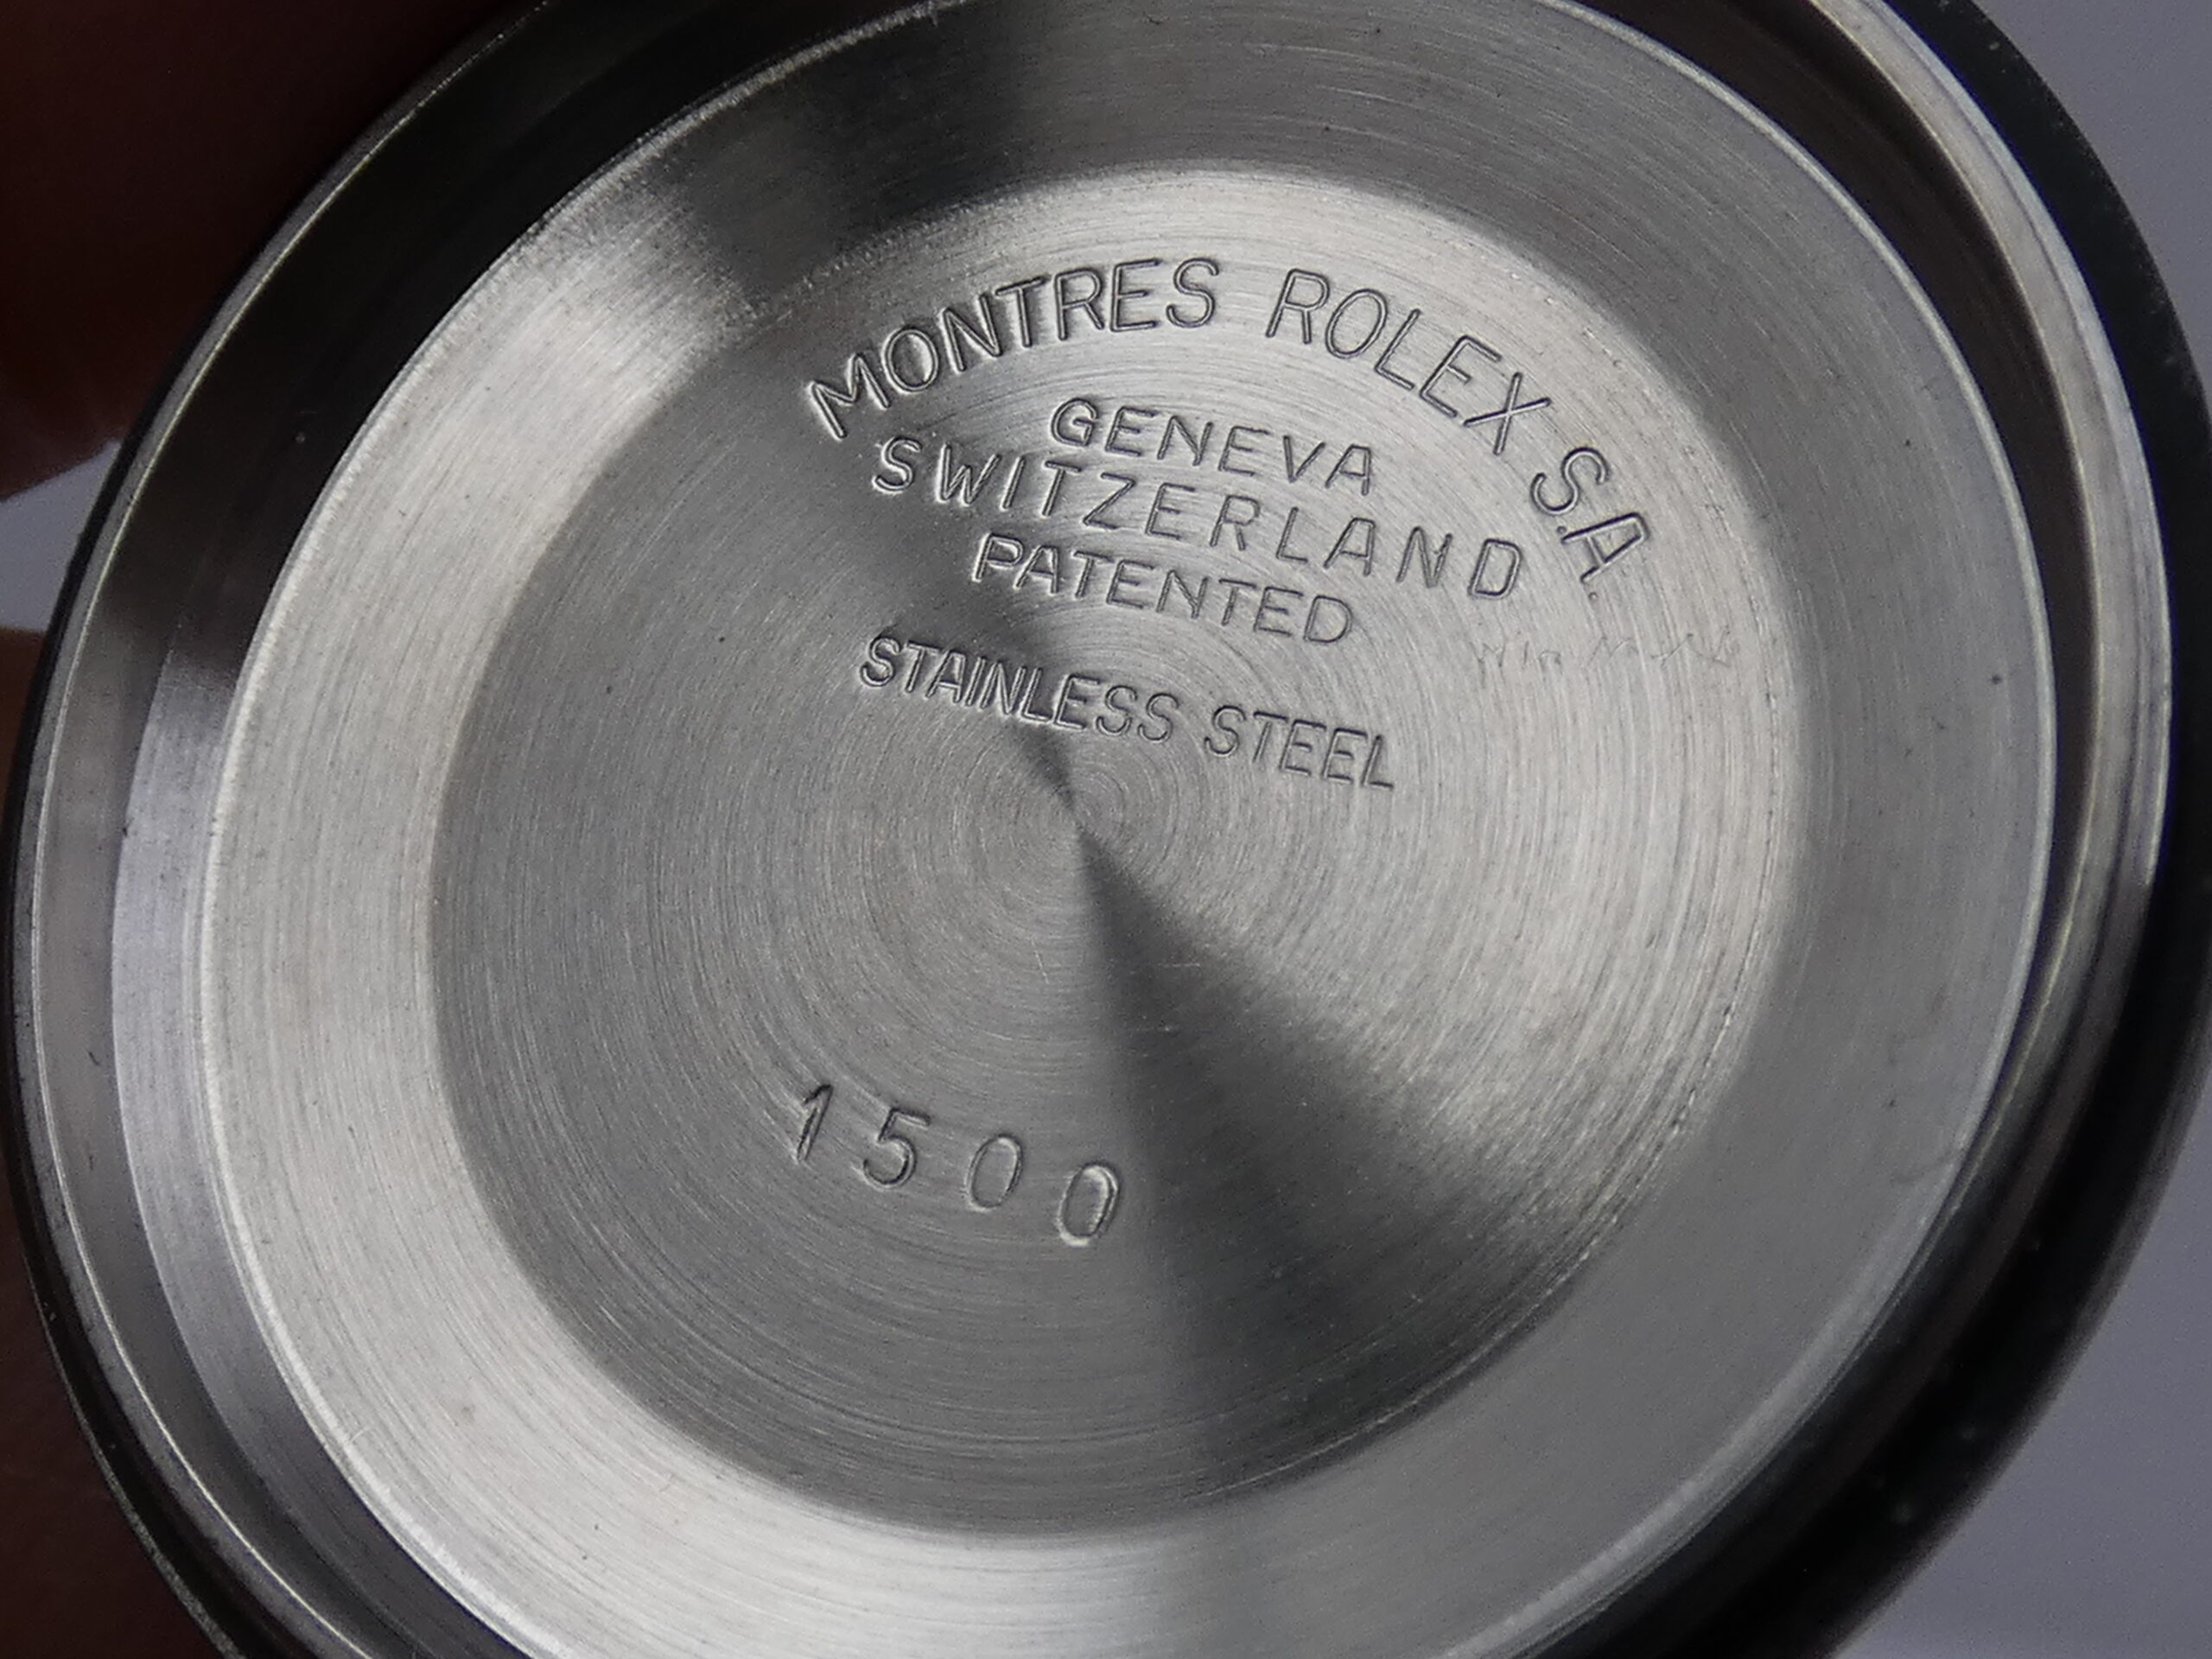 MONTRES ROLEX S.A.
GENEVA
SWITZERLAND
PATENTED
STAINLESS STEEL
1500